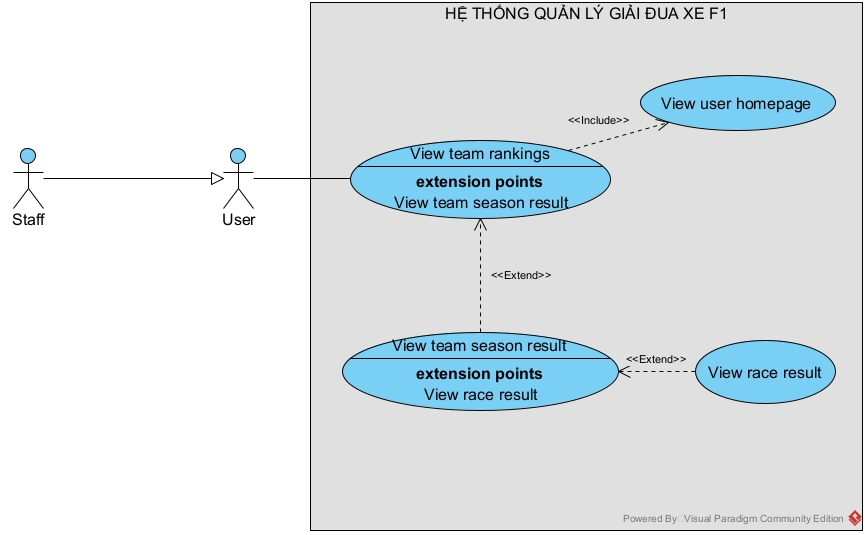 HỆ THỐNG QUẢN LÝ GIẢI ĐUA XE F1
View user homepage
<<Include>>
View team rankings
extension points
View team season result
Staff
User
<<Extend>>
View team season result
extension points
View race result
<<Extend>>
View race result
Powered By Visual Paradigm Community Edition